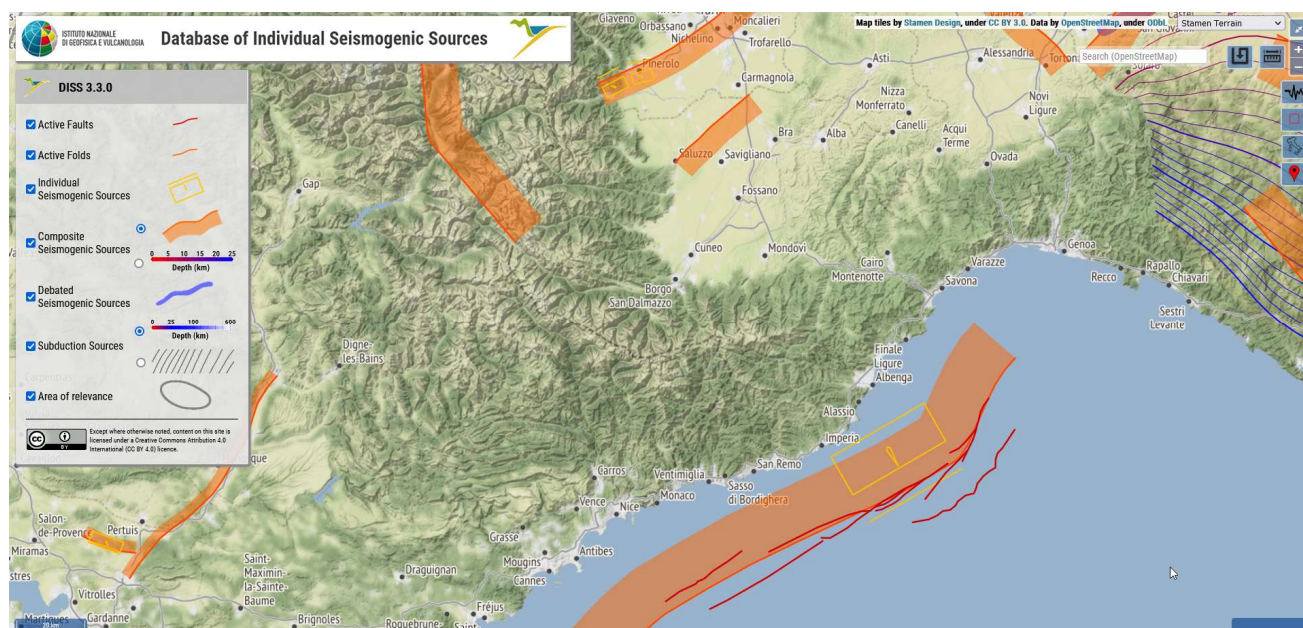 ISTITUTO NAZIONALE
DI GEOFISICA E VULCANOLOGIA
Database of Individual Seismogenic Sources
Map tiles by Stamen Design, under CC BY 3.0. Data by OpenStreetMap, under ODbL.
Stamen Terrain
Search (OpenStreetMap)
+
DISS 3.3.0
Active Faults
Active Folds
Individual
Seismogenic Sources
Composite
Seismogenic Sources
0 5 10 15 20 25
Depth (km)
Debated
Seismogenic Sources
0 25 100 600
Depth (km)
Subduction Sources
Area of relevance
cc
BY
Except where otherwise noted, content on this site is
licensed under a Creative Commons Attribution 4.0
International (CC BY 4.0) licence.
Giaveno
Orbassano
Nichelino
Moncalieri
Trofarello
Pinerolo
Carmagnola
Asti
Alessandria
Nizza
Monferrato
Novi
Ligure
Canelli
Acqui
Terme
Bra
Alba
Ovada
Saluzzo
Savigliano
Fossano
Gap
Cuneo
Mondovì
Cairo
Montenotte
Genoa
Varazze
Savona
Recco
Rapallo
Chiavari
Borgo
San Dalmazzo
Sestri
Levante
Digne-
les-Bains
Finale
Ligure
Albenga
Carpentras
Alassio
Imperia
San Remo
Ventimiglia
Sasso
di Bordighera
Carros
Monaco
Vence
Nice
Salon-
de-Provence
Pertuis
Grasse
Antibes
Miramas
Mougins
Cannes
Saint-
Maximin-
la-Sainte-
Baume
Draguignan
Vitrolles
Fréjus
Martigues
Gardanne
Brignoles
Roquebrune-
Saint-
20 km